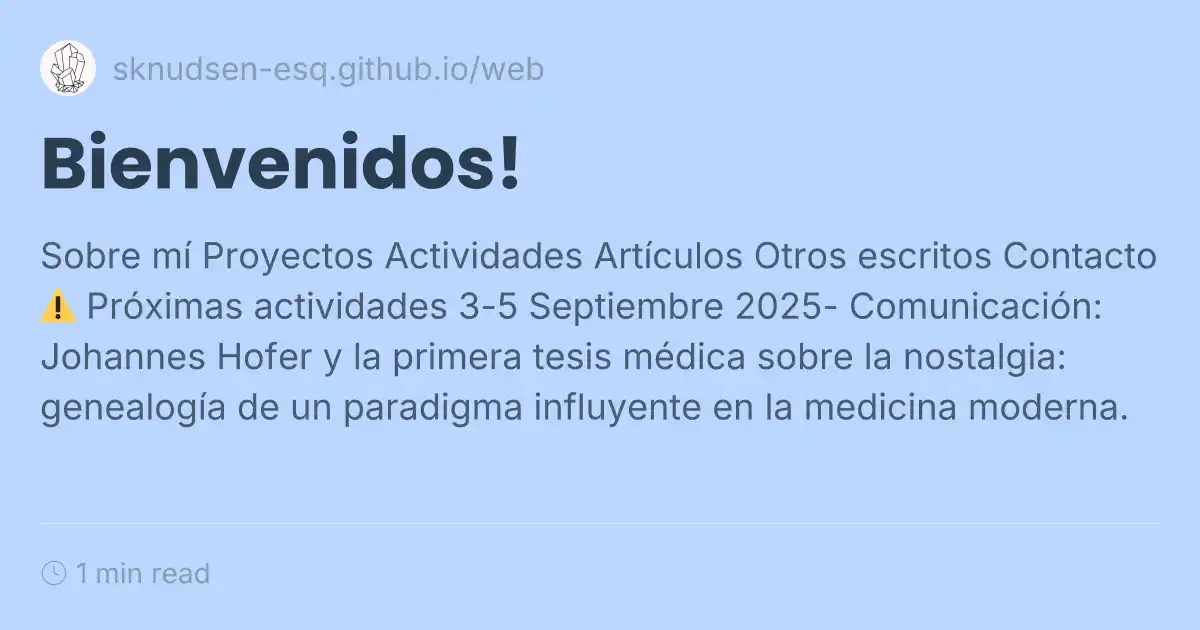 sknudsen-esq.github.io/web
Bienvenidos!
Sobre mí Proyectos Actividades Artículos Otros escritos Contacto
⚠️ Próximas actividades 3-5 Septiembre 2025- Comunicación:
Johannes Hofer y la primera tesis médica sobre la nostalgia:
genealogía de un paradigma influyente en la medicina moderna.
1 min read